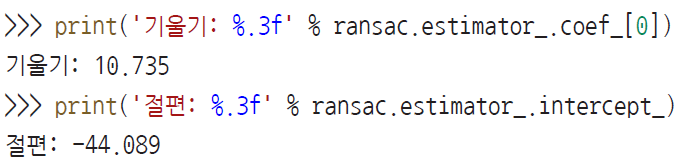 >>> print('기울기: %.3f' % ransac.estimator_.coef_[0])
기울기: 10.735
>>> print('절편: %.3f' % ransac.estimator_.intercept_)
절편: -44.089